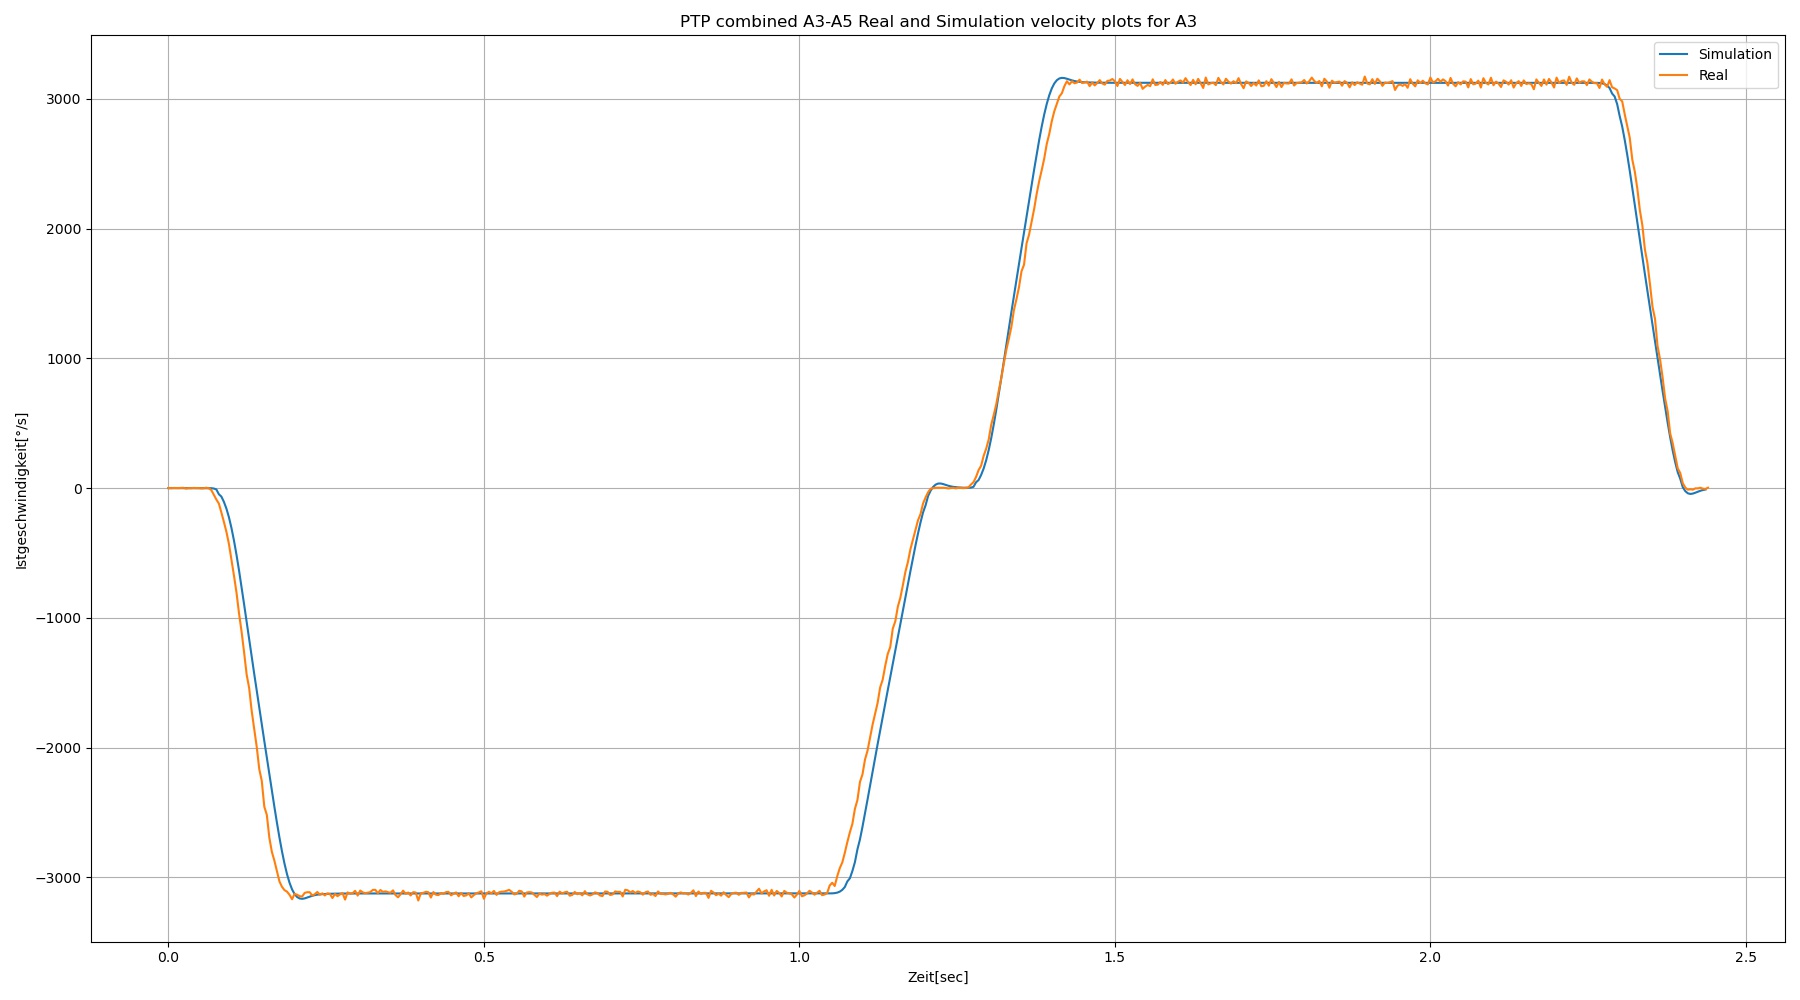 PTP combined A3-A5 Real and Simulation velocity plots for A3
Simulation
Real
3000
2000
1000
0
−1000
−2000
−3000
Istgeschwindigkeit[°/s]
0.0 0.5 1.0 1.5 2.0 2.5
Zeit[sec]